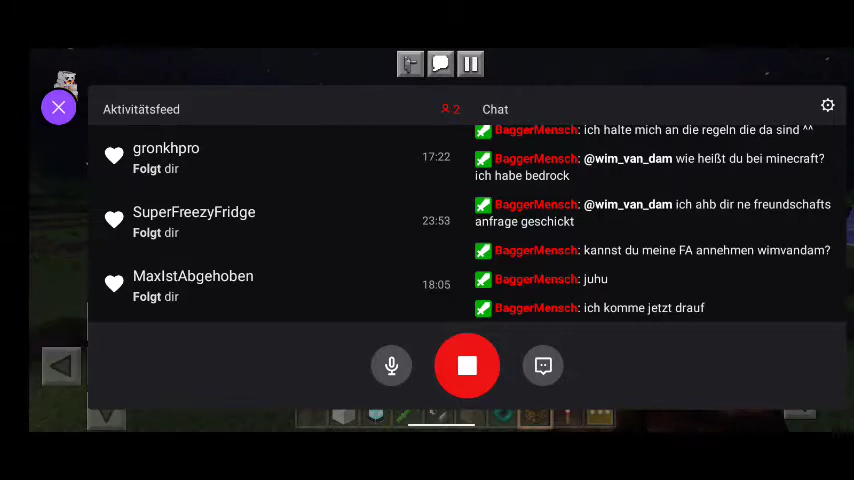 Aktivitätsfeed
2
gronkhpro
Folgt dir
17:22
SuperFreezyFridge
Folgt dir
23:53
MaxIstAbgehoben
Folgt dir
18:05
Chat
BaggerMensch: ich halte mich an die regeln die da sind ^^
BaggerMensch: @wim_van_dam wie heißt du bei minecraft?
ich habe bedrock
BaggerMensch: @wim_van_dam ich ahb dir ne freundschafts
anfrage geschickt
BaggerMensch: kannst du meine FA annehmen wimvandam?
BaggerMensch: juhu
BaggerMensch: ich komme jetzt drauf